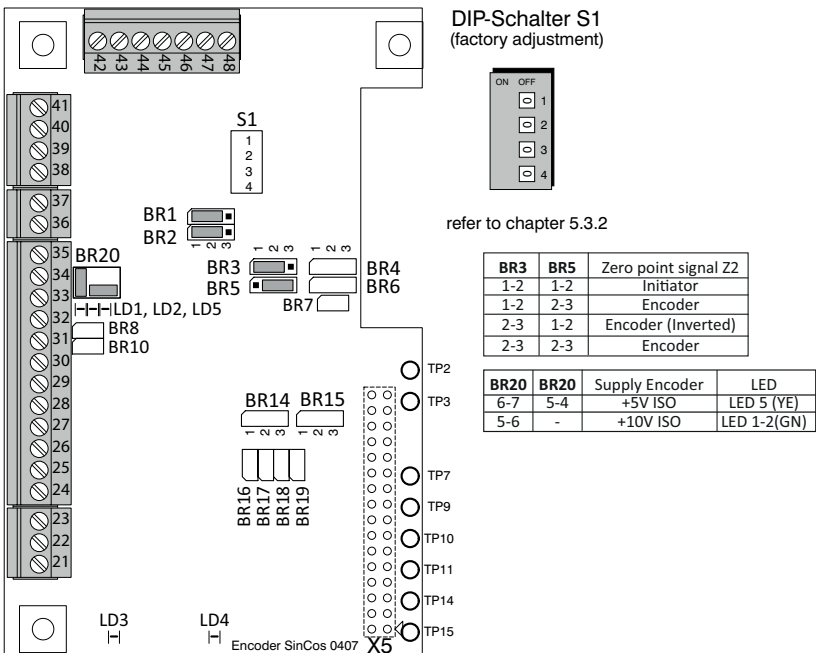 DIP-Schalter S1
(factory adjustment)
ON OFF
1
2
3
4
refer to chapter 5.3.2
42 43 44 45 46 47 48
41
40
39
38
37
36
35
34
33
32
31
30
29
28
27
26
25
24
23
22
21
S1
1
2
3
4
BR1
BR2
1 2 3
BR20
LD1, LD2, LD5
BR8
BR10
1 2 3
BR3
BR5
1 2 3
BR4
BR6
BR7
BR14 BR15
1 2 3
1 2 3
BR16 BR17 BR18 BR19
TP2
TP3
TP7
TP9
TP10
TP11
TP14
TP15
LD3
LD4
Encoder SinCos 0407 X5
BR3 BR5 Zero point signal Z2
1-2 1-2 Initiator
1-2 2-3 Encoder
2-3 1-2 Encoder (Inverted)
2-3 2-3 Encoder
BR20 BR20 Supply Encoder LED
6-7 5-4 +5V ISO LED 5 (YE)
5-6 - +10V ISO LED 1-2(GN)